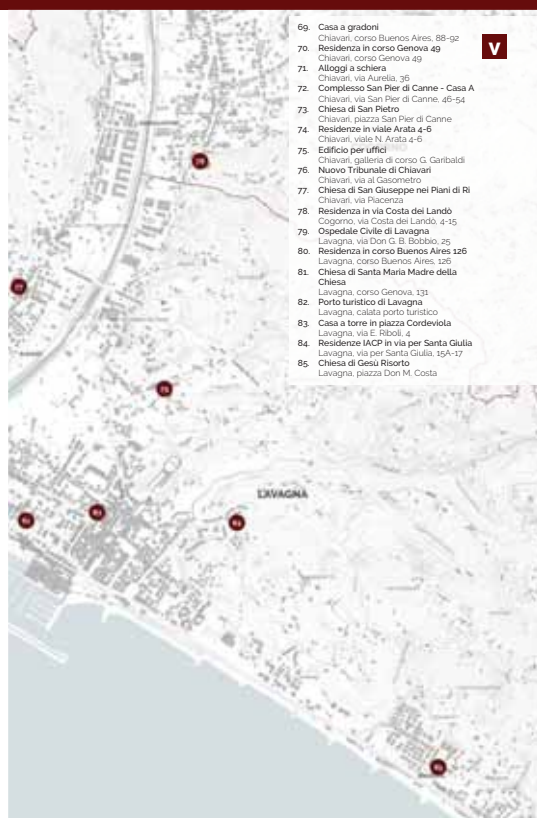 69. Casa a gradoni
Chiavari, corso Buenos Aires, 88-92
70. Residenza in corso Genova 49
Chiavari, corso Genova 49
71. Alloggi a schiera
Chiavari, via Aurelia, 36
72. Complesso San Pier di Canne - Casa A
Chiavari, via San Pier di Canne, 46-54
73. Chiesa di San Pietro
Chiavari, piazza San Pier di Canne
74. Residenze in viale Arata 4-6
Chiavari, viale N. Arata 4-6
75. Edificio per uffici
Chiavari, galleria di corso G. Garibaldi
76. Nuovo Tribunale di Chiavari
Chiavari, via al Gasometro
77. Chiesa di San Giuseppe nei Piani di Ri
Chiavari, via Piacenza
78. Residenza in via Costa dei Landò
Cogorno, via Costa dei Landò, 4-15
79. Ospedale Civile di Lavagna
Lavagna, via Don G. B. Bobbio, 25
80. Residenza in corso Buenos Aires 126
Lavagna, corso Buenos Aires, 126
81. Chiesa di Santa Maria Madre della
Chiesa
Lavagna, corso Genova, 131
82. Porto turistico di Lavagna
Lavagna, calata porto turistico
83. Casa a torre in piazza Cordeviola
Lavagna, via E. Riboli, 4
84. Residenze IACP in via per Santa Giulia
Lavagna, via per Santa Giulia, 15A-17
85. Chiesa di Gesù Risorto
Lavagna, piazza Don M. Costa
V
78
77
LAVAGNA